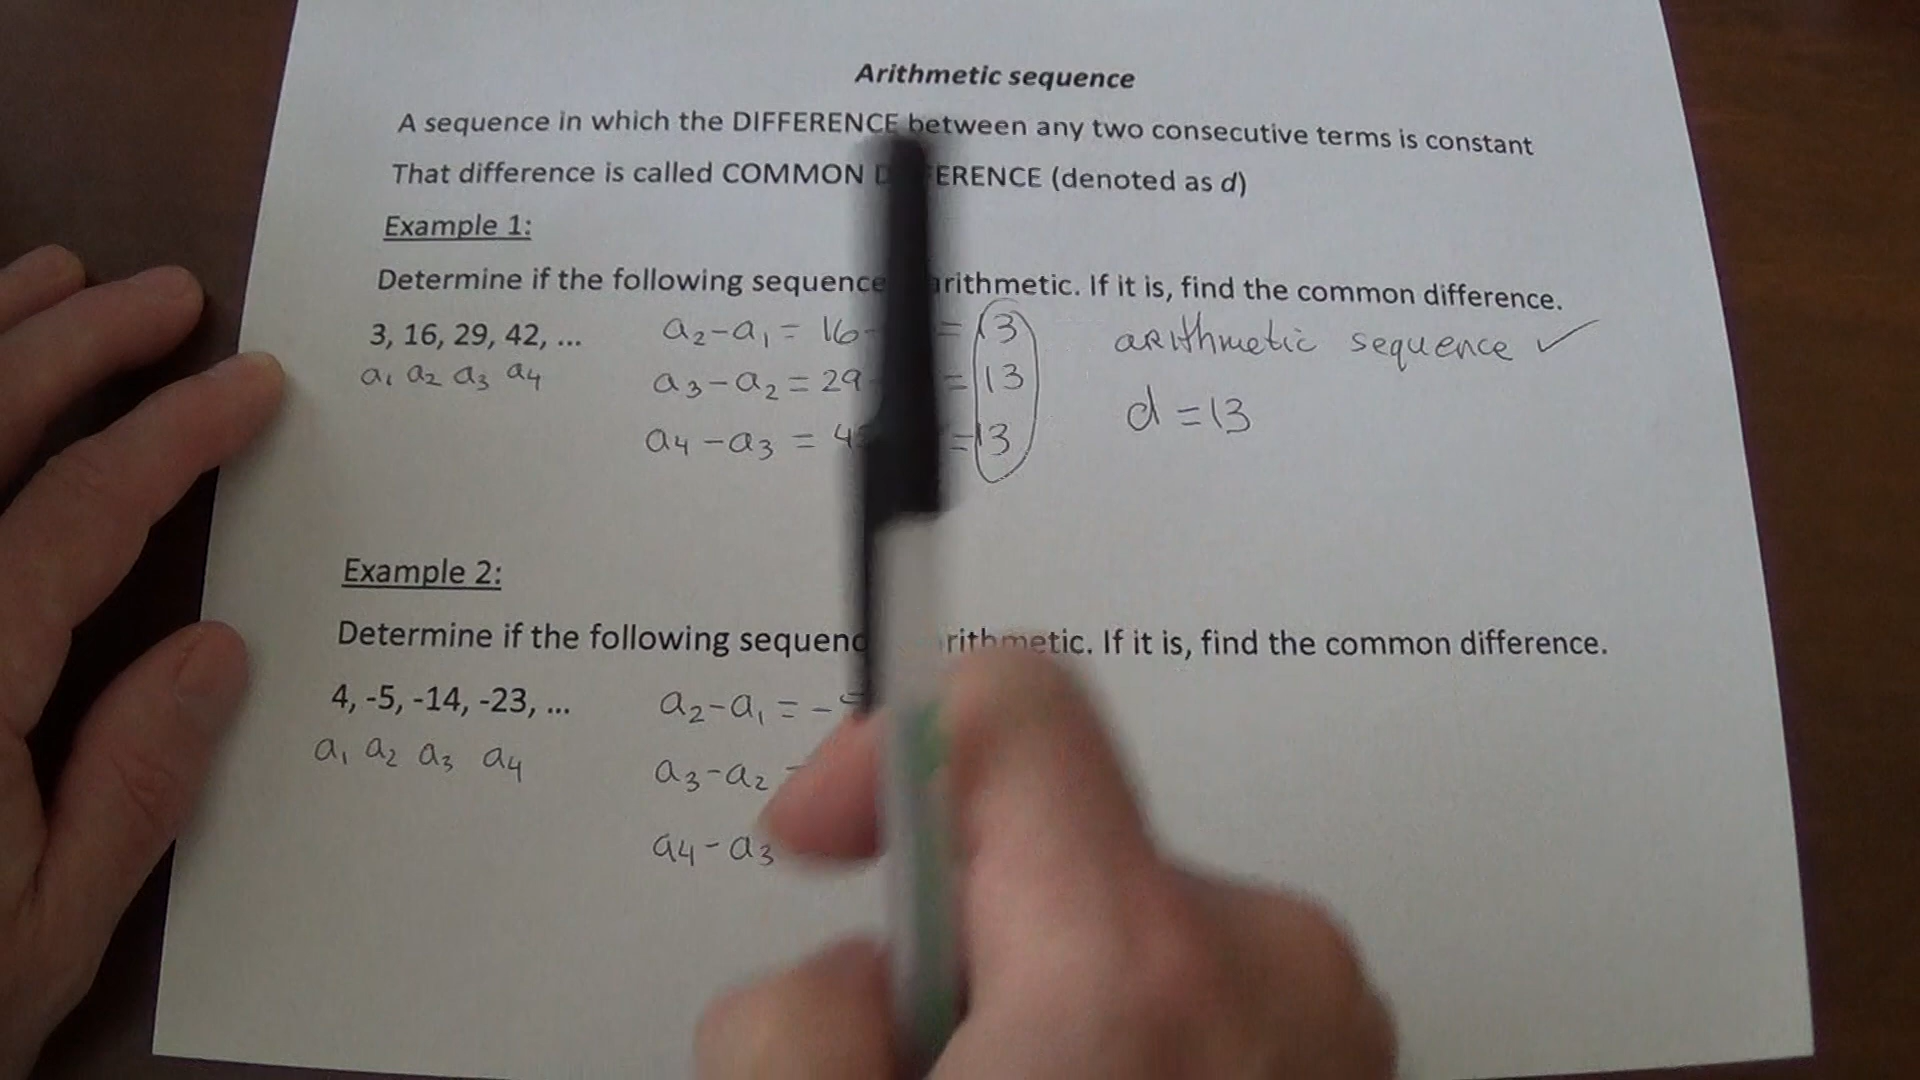 Arithmetic sequence
A sequence in which the DIFFERENCE between any two consecutive terms is constant
That difference is called COMMON D ERENCE (denoted as d)
Example 1:
Determine if the following sequence rithmetic. If it is, find the common difference.
3, 16, 29, 42, ... a2-a1 = 16- = 13 arithmetic sequence ✓
a1 a2 a3 a4 a3-a2 = 29 = 13 d = 13
a4-a3 = 4 = 13
Example 2:
Determine if the following sequenc rithmetic. If it is, find the common difference.
4, -5, -14, -23, ... a2-a1 = -
a1 a2 a3 a4 a3-a2
a4-a3